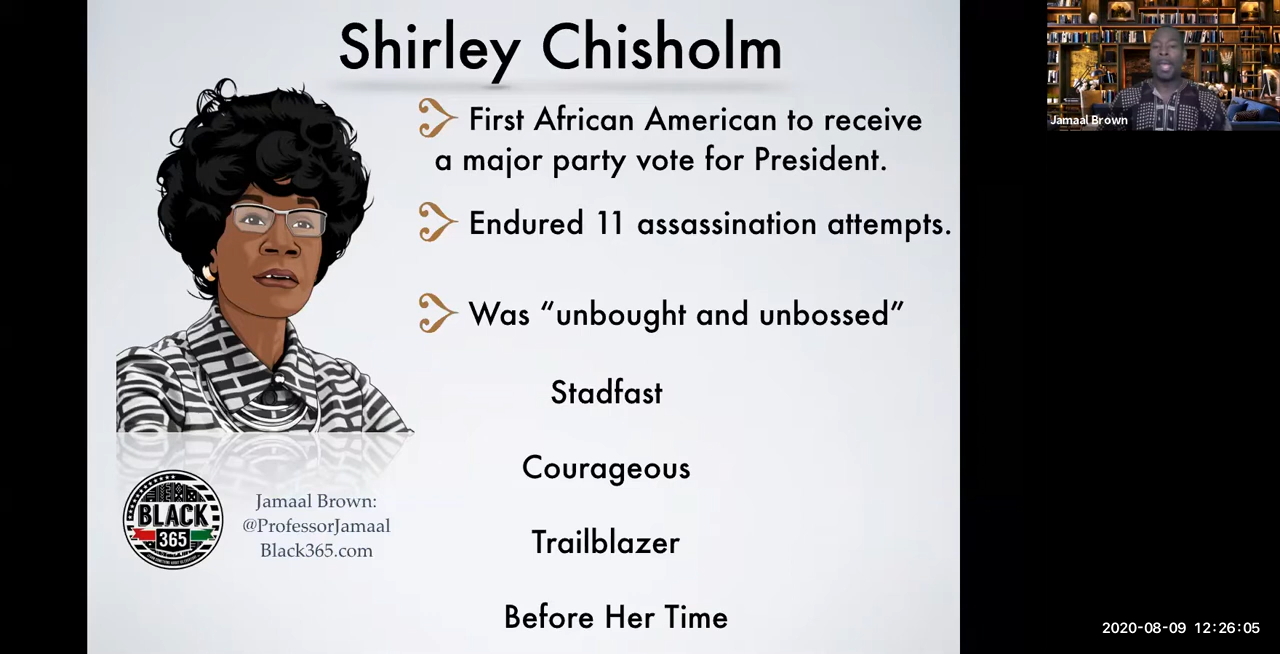 Shirley Chisholm
First African American to receive
a major party vote for President.
Endured 11 assassination attempts.
Was “unbought and unbossed”
Stadfast
Courageous
Trailblazer
Before Her Time
BLACK
365
Jamaal Brown:
@ProfessorJamaal
Black365.com
Jamaal Brown
2020-08-09 12:26:05